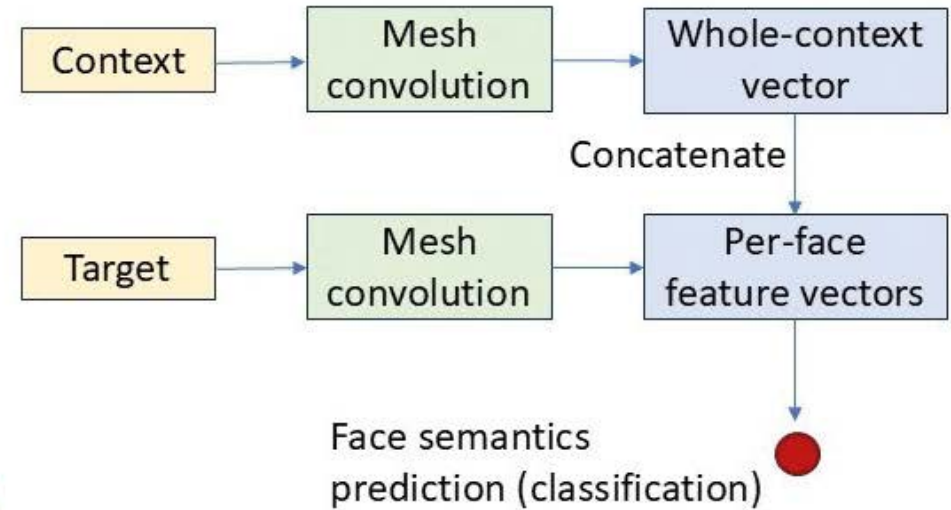 Context
Mesh
convolution
Whole-context
vector
Concatenate
Target
Mesh
convolution
Per-face
feature vectors
Face semantics
prediction (classification)